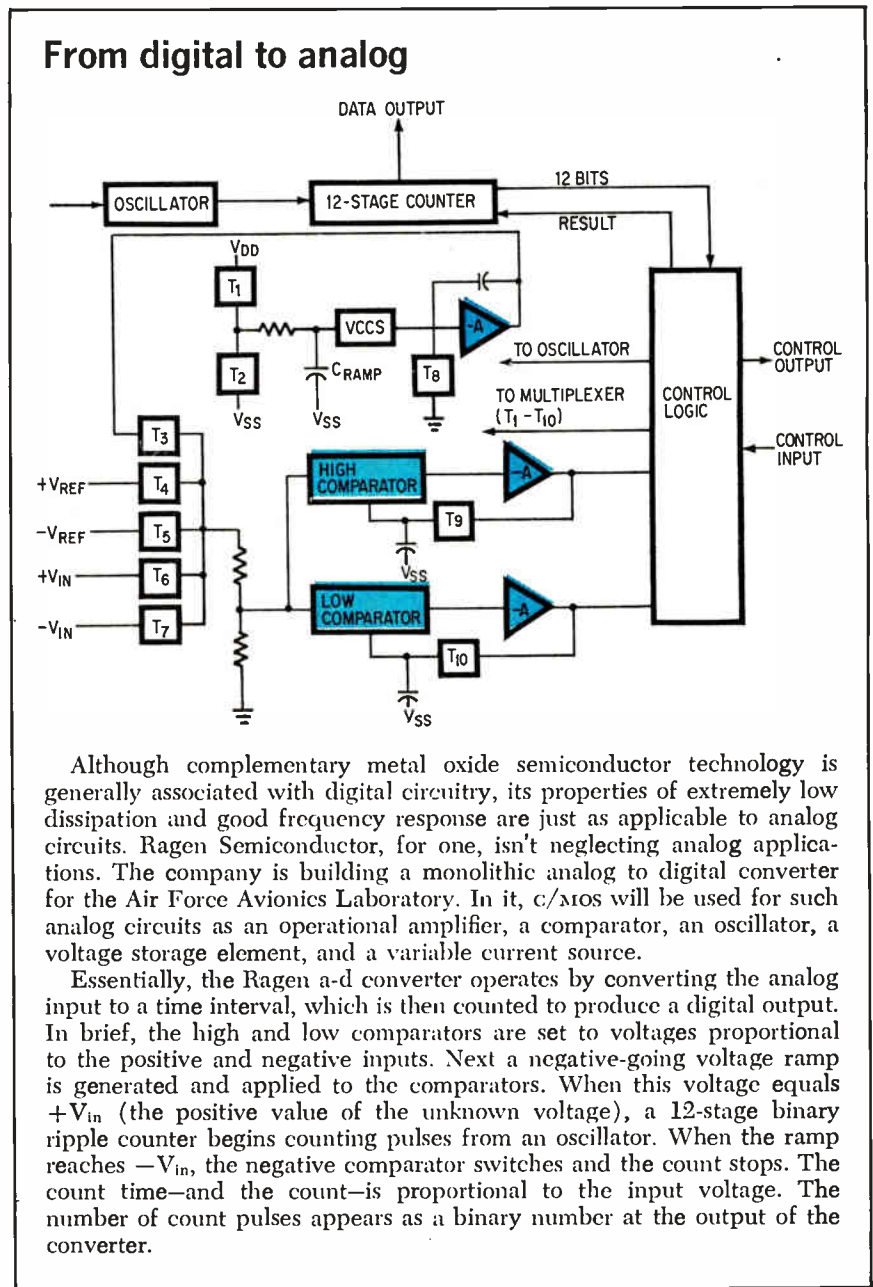 From digital to analog
DATA OUTPUT
OSCILLATOR
12-STAGE COUNTER
12 BITS
RESULT
VDD
T1
VCCS
-A
T2
CRAMP
T8
VSS
VSS
TO OSCILLATOR
CONTROL
OUTPUT
TO MULTIPLEXER
(T1 -T10)
CONTROL
LOGIC
CONTROL
INPUT
T3
+VREF
T4
HIGH
COMPARATOR
-A
-VREF
T5
T9
+VIN
T6
VSS
-VIN
T7
LOW
COMPARATOR
-A
T10
VSS
Although complementary metal oxide semiconductor technology is
generally associated with digital circuitry, its properties of extremely low
dissipation and good frequency response are just as applicable to analog
circuits. Ragen Semiconductor, for one, isn't neglecting analog applica-
tions. The company is building a monolithic analog to digital converter
for the Air Force Avionics Laboratory. In it, C/MOS will be used for such
analog circuits as an operational amplifier, a comparator, an oscillator, a
voltage storage element, and a variable current source.
Essentially, the Ragen a-d converter operates by converting the analog
input to a time interval, which is then counted to produce a digital output.
In brief, the high and low comparators are set to voltages proportional
to the positive and negative inputs. Next a negative-going voltage ramp
is generated and applied to the comparators. When this voltage equals
+Vin (the positive value of the unknown voltage), a 12-stage binary
ripple counter begins counting pulses from an oscillator. When the ramp
reaches −Vin, the negative comparator switches and the count stops. The
count time—and the count—is proportional to the input voltage. The
number of count pulses appears as a binary number at the output of the
converter.